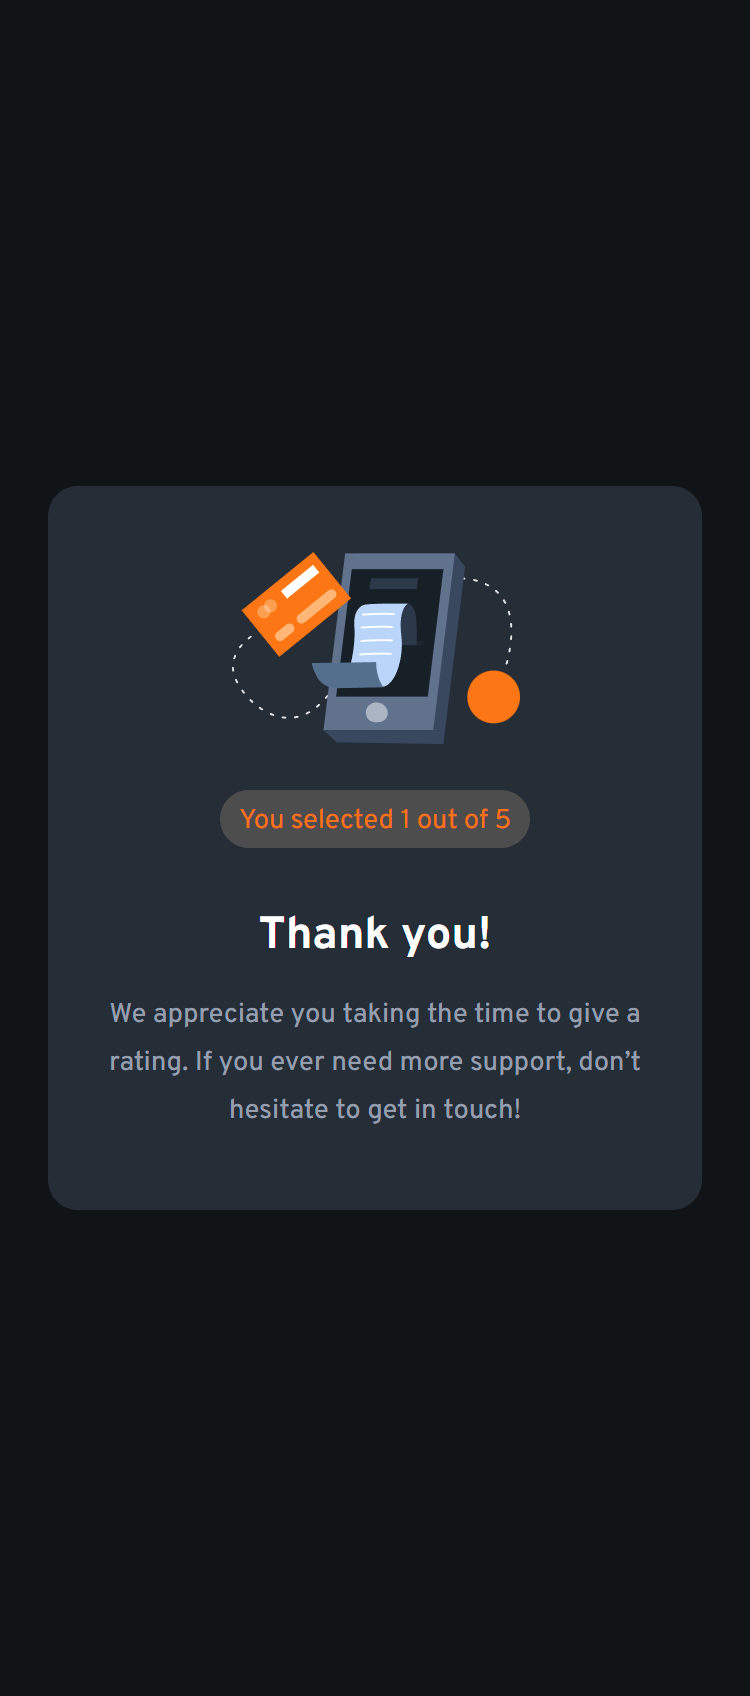 You selected 1 out of 5
Thank you!
We appreciate you taking the time to give a
rating. If you ever need more support, don’t
hesitate to get in touch!